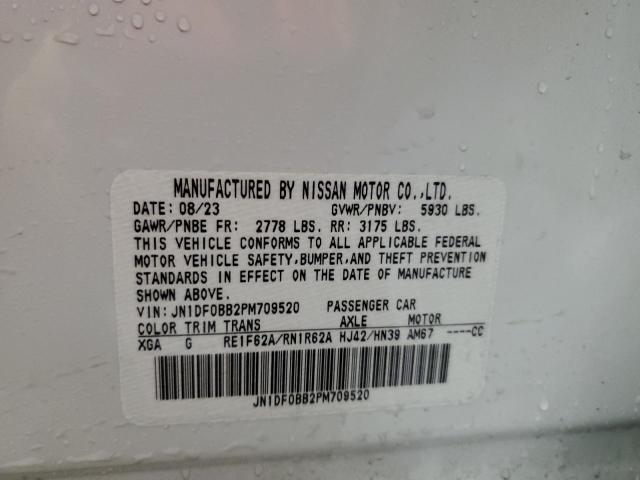 MANUFACTURED BY NISSAN MOTOR CO.,LTD.
DATE: 08/23 GVWR/PNBV: 5930 LBS.
GAWR/PNBE FR: 2778 LBS. RR: 3175 LBS.
THIS VEHICLE CONFORMS TO ALL APPLICABLE FEDERAL
MOTOR VEHICLE SAFETY,BUMPER,AND THEFT PREVENTION
STANDARDS IN EFFECT ON THE DATE OF MANUFACTURE
SHOWN ABOVE.
VIN: JN1DF0BB2PM709520 PASSENGER CAR
COLOR TRIM TRANS AXLE MOTOR
XGA G RE1F62A/RN1R62A HJ42/HN39 AM67 ----CC
JN1DF0BB2PM709520